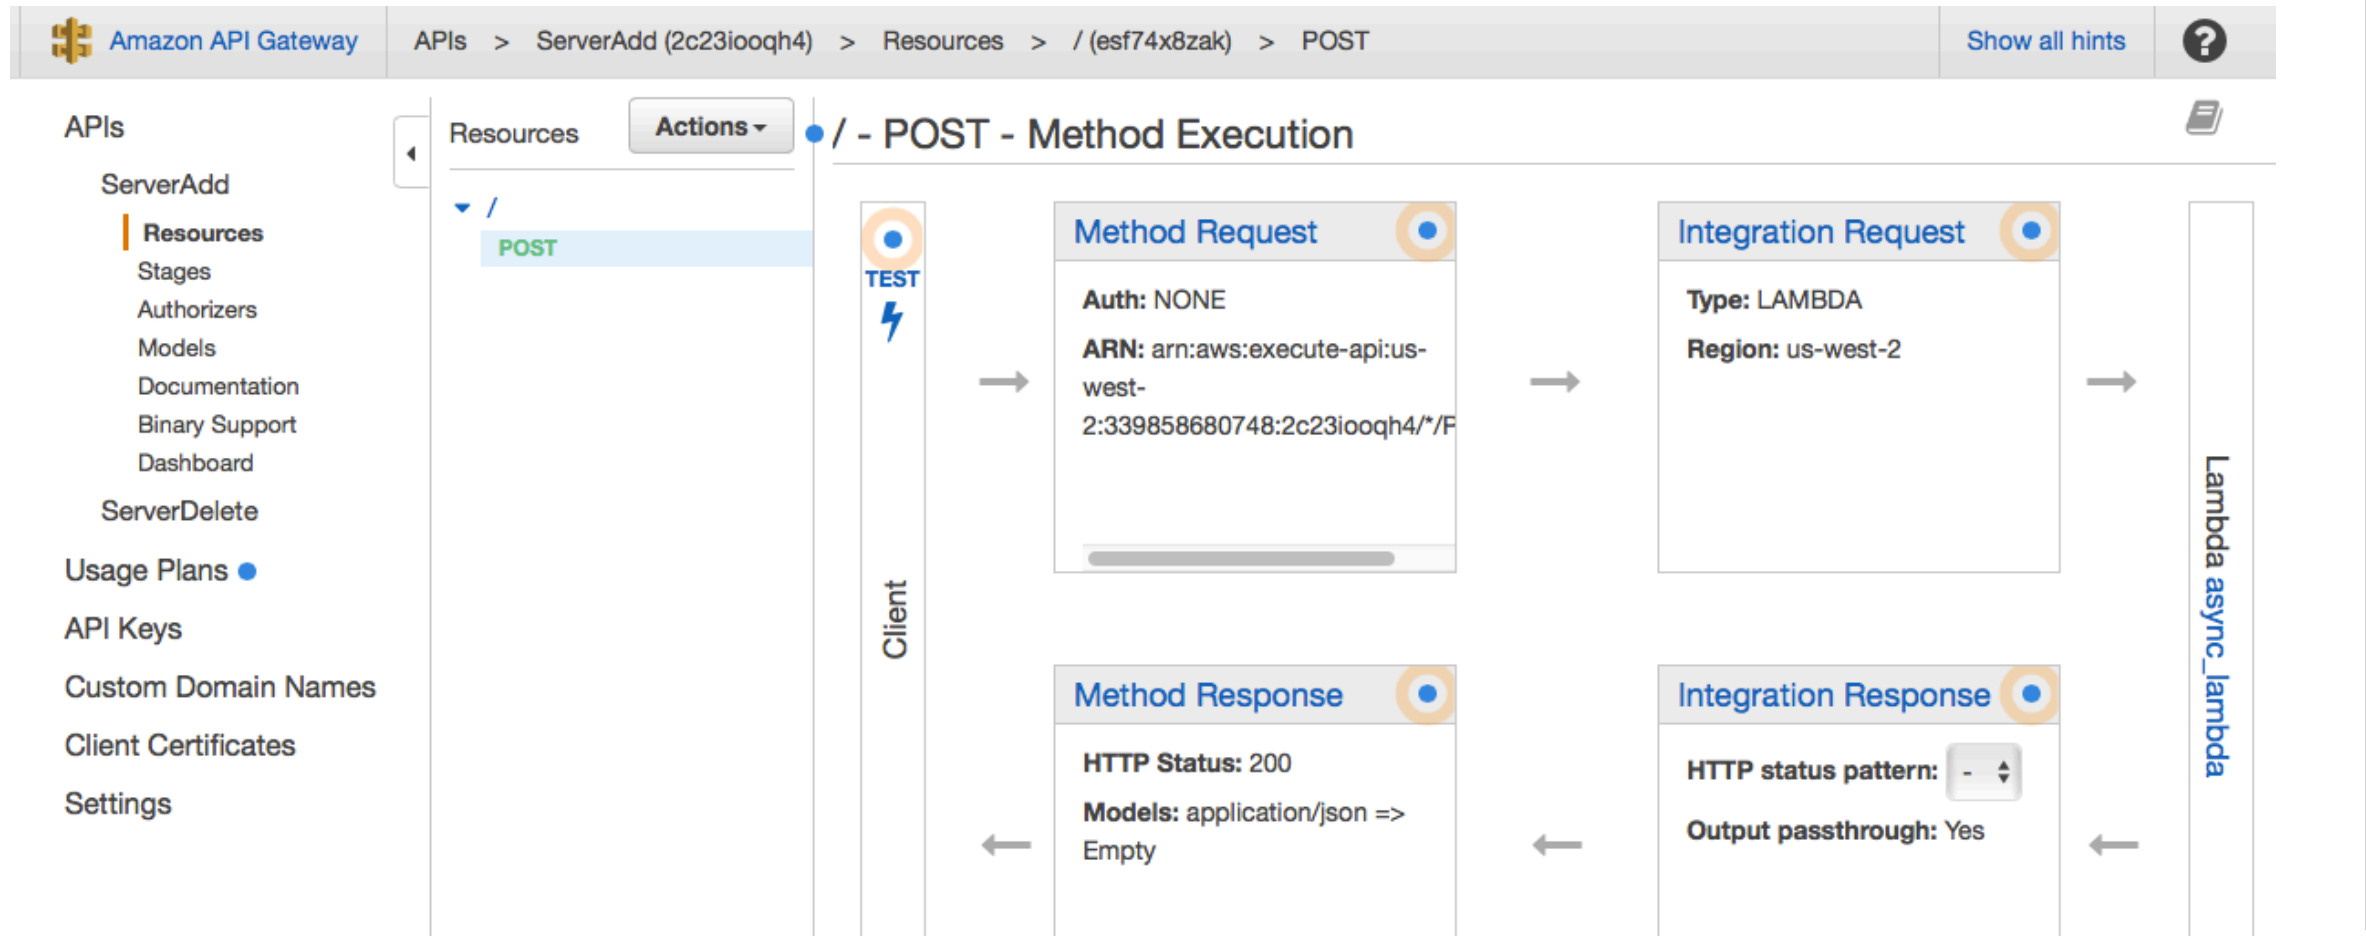 Amazon API Gateway
APIs > ServerAdd (2c23iooqh4) > Resources > / (esf74x8zak) > POST
Show all hints
?
APIs
ServerAdd
Resources
Stages
Authorizers
Models
Documentation
Binary Support
Dashboard
ServerDelete
Usage Plans
API Keys
Custom Domain Names
Client Certificates
Settings
Resources
Actions
/
POST
/ - POST - Method Execution
TEST
Client
Method Request
Auth: NONE
ARN: arn:aws:execute-api:us-
west-
2:339858680748:2c23iooqh4/*/P
Integration Request
Type: LAMBDA
Region: us-west-2
Lambda async_lambda
Method Response
HTTP Status: 200
Models: application/json =>
Empty
Integration Response
HTTP status pattern: -
Output passthrough: Yes